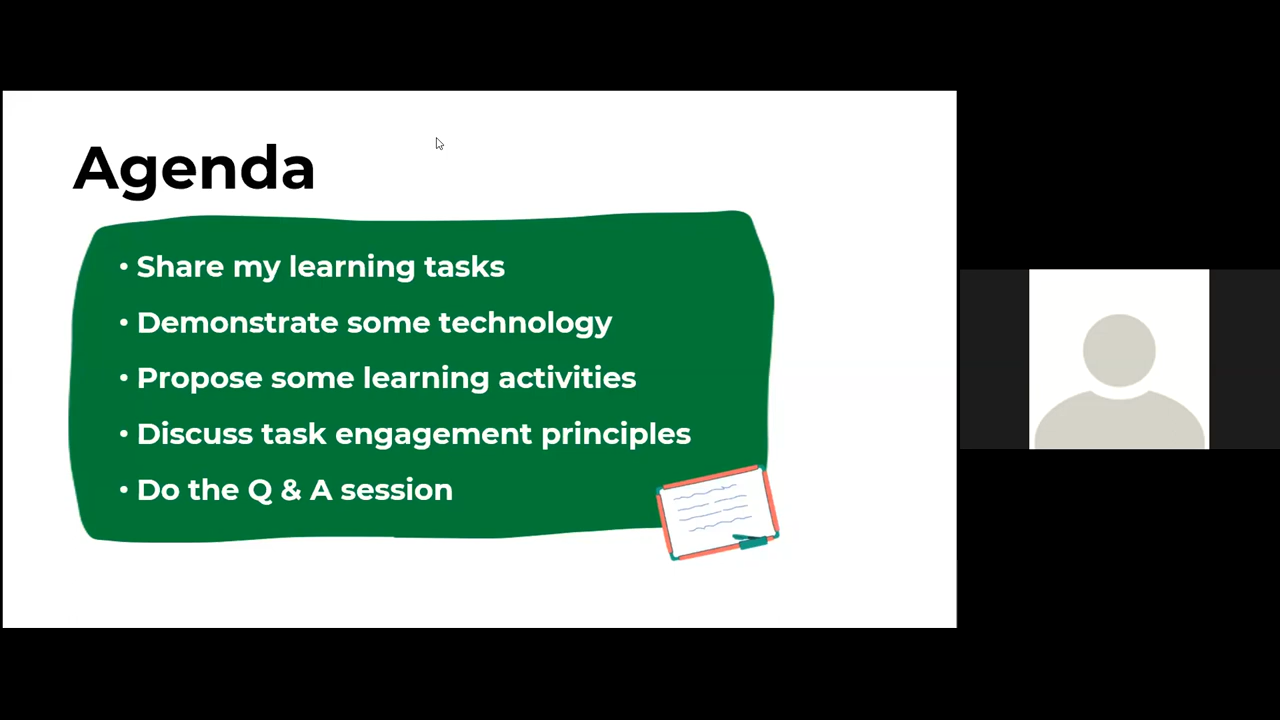 Agenda
• Share my learning tasks
• Demonstrate some technology
• Propose some learning activities
• Discuss task engagement principles
• Do the Q & A session